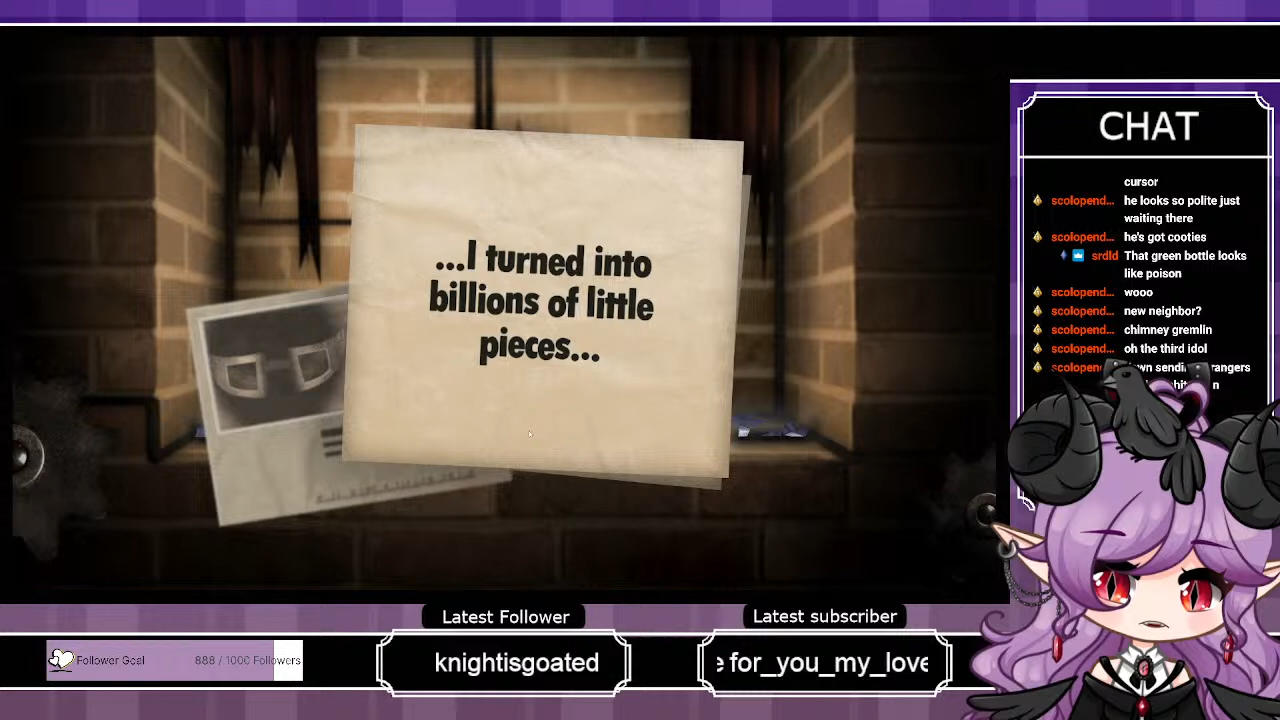 ...I turned into
billions of little
pieces...
CHAT
cursor
scolopend... he looks so polite just
waiting there
scolopend... he's got cooties
srdld That green bottle looks
like poison
scolopend... wooo
scolopend... new neighbor?
scolopend... chimney gremlin
scolopend... oh the third idol
Latest Follower
Latest subscriber
Follower Goal 888 / 1000 Followers
knightisgoated
for_you_my_love